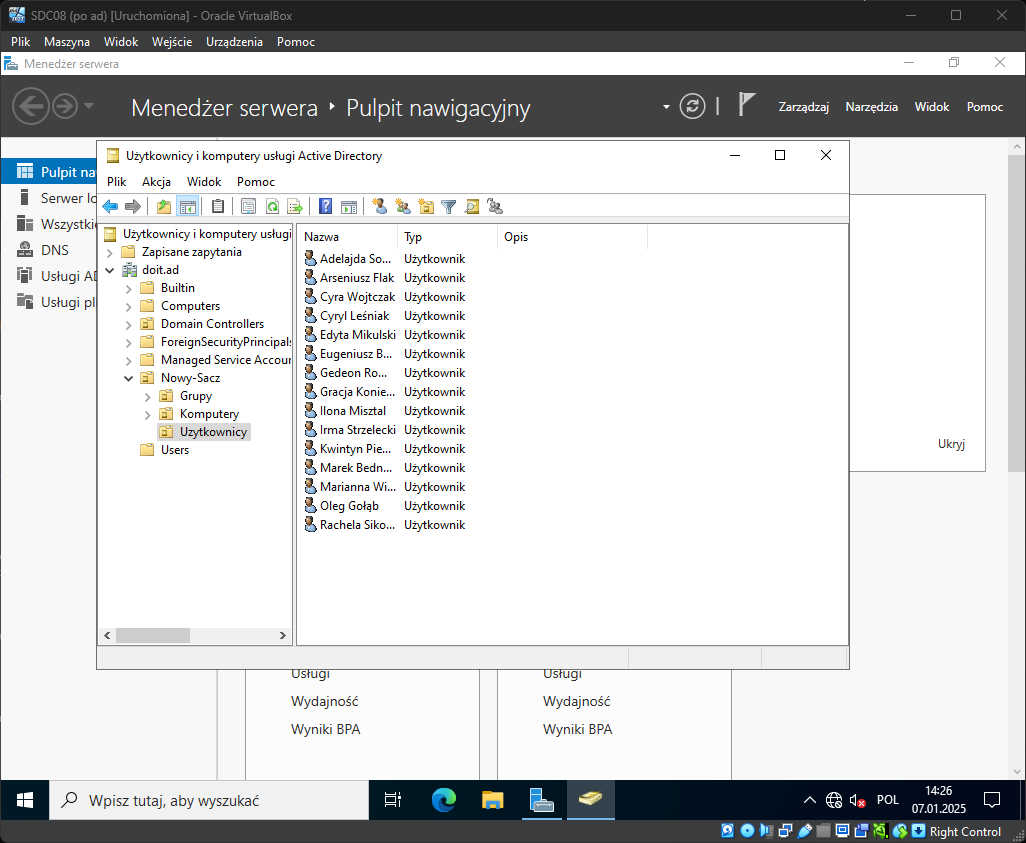 SDC08 (po ad) [Uruchomiona] - Oracle VirtualBox
Plik Maszyna Widok Wejście Urządzenia Pomoc
Menedżer serwera
Menedżer serwera Pulpit nawigacyjny
Zarządzaj Narzędzia Widok Pomoc
Użytkownicy i komputery usługi Active Directory
Plik Akcja Widok Pomoc
Pulpit na
Serwer lo
Wszystkie
DNS
Usługi AD
Usługi pl
Użytkownicy i komputery usługi
Zapisane zapytania
doit.ad
Builtin
Computers
Domain Controllers
ForeignSecurityPrincipals
Managed Service Accoun
Nowy-Sacz
Grupy
Komputery
Uzytkownicy
Users
Nazwa Typ Opis
Adelajda So... Użytkownik
Arseniusz Flak Użytkownik
Cyra Wojtczak Użytkownik
Cyryl Leśniak Użytkownik
Edyta Mikulski Użytkownik
Eugeniusz B... Użytkownik
Gedeon Ro... Użytkownik
Gracja Konie... Użytkownik
Ilona Misztal Użytkownik
Irma Strzelecki Użytkownik
Kwintyn Pie... Użytkownik
Marek Bedn... Użytkownik
Marianna Wi... Użytkownik
Oleg Gołąb Użytkownik
Rachela Siko... Użytkownik
Ukryj
Usługi
Wydajność
Wyniki BPA
Usługi
Wydajność
Wyniki BPA
Wpisz tutaj, aby wyszukać
POL
14:26
07.01.2025
Right Control